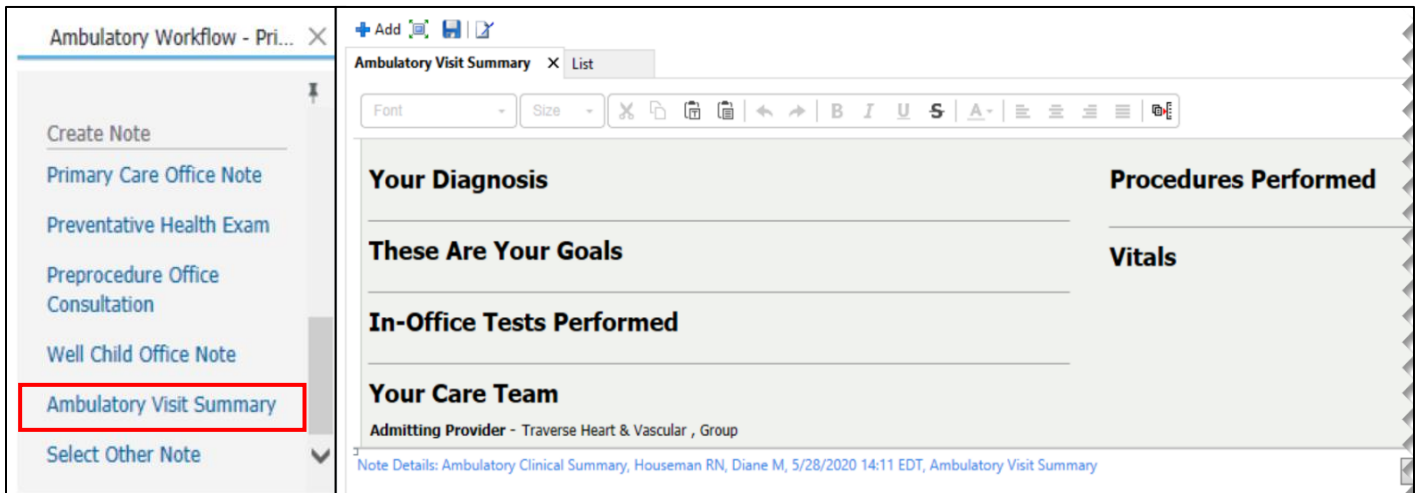 Ambulatory Workflow - Pri...
Create Note
Primary Care Office Note
Preventative Health Exam
Preprocedure Office
Consultation
Well Child Office Note
Ambulatory Visit Summary
Select Other Note
Add
Ambulatory Visit Summary X List
Font Size B I U S A
Your Diagnosis
These Are Your Goals
In-Office Tests Performed
Your Care Team
Admitting Provider - Traverse Heart & Vascular , Group
Procedures Performed
Vitals
Note Details: Ambulatory Clinical Summary, Houseman RN, Diane M, 5/28/2020 14:11 EDT, Ambulatory Visit Summary